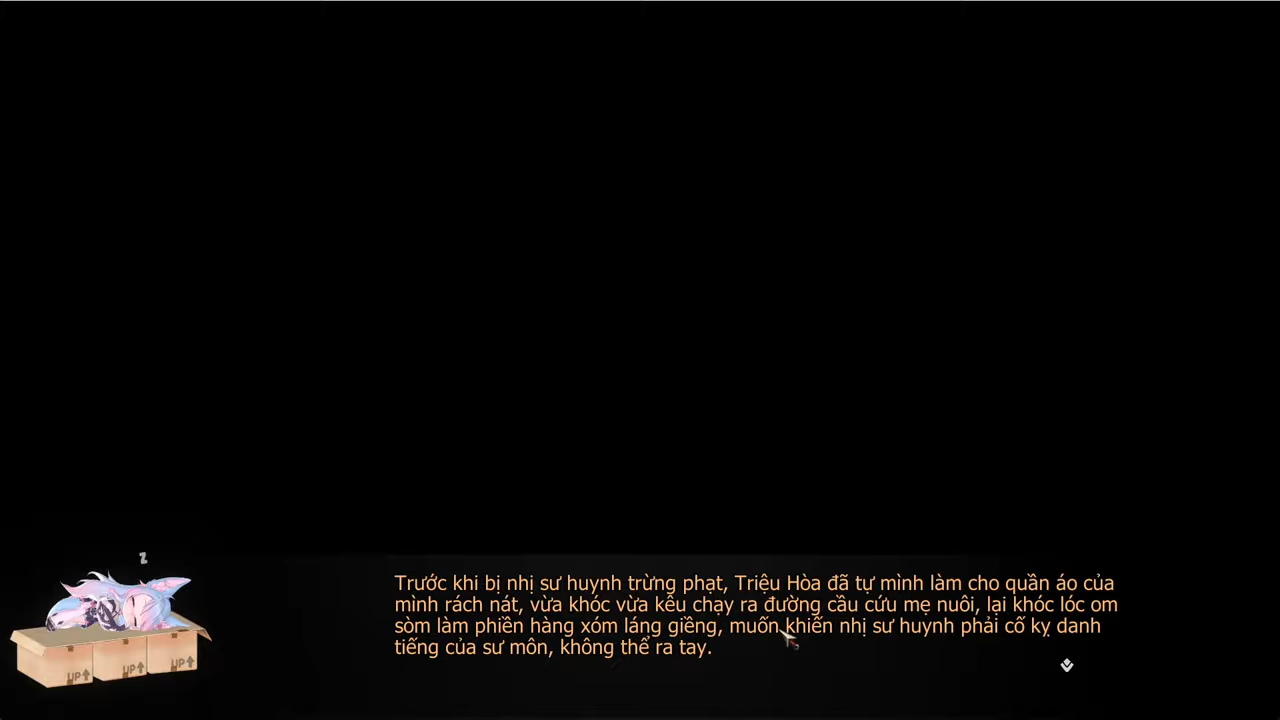 z
Trước khi bị nhị sư huynh trừng phạt, Triệu Hòa đã tự mình làm cho quần áo của
mình rách nát, vừa khóc vừa kêu chạy ra đường cầu cứu mẹ nuôi, lại khóc lóc om
sòm làm phiền hàng xóm láng giềng, muốn khiến nhị sư huynh phải cố kỵ danh
tiếng của sư môn, không thể ra tay.
UP UP UP